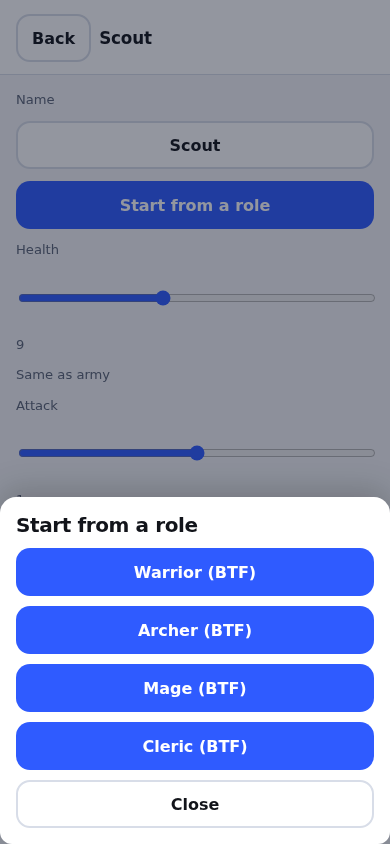 Back Scout
Name
Scout
Start from a role
Health
9
Same as army
Attack
Start from a role
Warrior (BTF)
Archer (BTF)
Mage (BTF)
Cleric (BTF)
Close